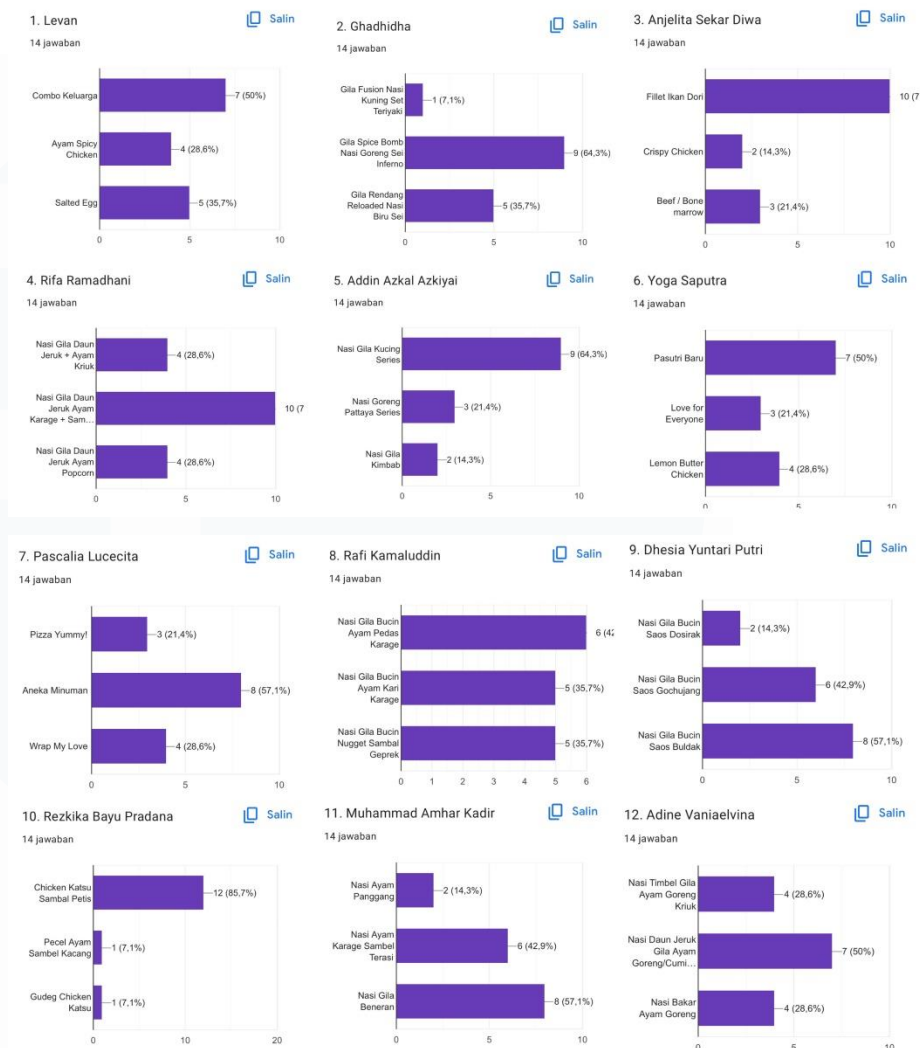 1. Levan
Salin
14 jawaban
Combo Keluarga
7 (50%)
Ayam Spicy
Chicken
4 (28,6%)
Salted Egg
5 (35,7%)
0 5 10
2. Ghadhidha
Salin
14 jawaban
Gila Fusion Nasi
Kuning Set
Teriyaki
1 (7,1%)
Gila Spice Bomb
Nasi Goreng Sei
Inferno
9 (64,3%)
Gila Rendang
Reloaded Nasi
Biru Sei
5 (35,7%)
0 5 10
3. Anjelita Sekar Diwa
Salin
14 jawaban
Fillet Ikan Dori
10 (7
Crispy Chicken
2 (14,3%)
Beef / Bone
marrow
3 (21,4%)
0 5 10
4. Rifa Ramadhani
Salin
14 jawaban
Nasi Gila Daun
Jeruk + Ayam
Kriuk
4 (28,6%)
Nasi Gila Daun
Jeruk Ayam
Karage + Sam…
10 (7
Nasi Gila Daun
Jeruk Ayam
Popcorn
4 (28,6%)
0 5 10
5. Addin Azkal Azkiyai
Salin
14 jawaban
Nasi Gila Kucing
Series
9 (64,3%)
Nasi Goreng
Pattaya Series
3 (21,4%)
Nasi Gila
Kimbab
2 (14,3%)
0 5 10
6. Yoga Saputra
Salin
14 jawaban
Pasutri Baru
7 (50%)
Love for
Everyone
3 (21,4%)
Lemon Butter
Chicken
4 (28,6%)
0 5 10
7. Pascalia Lucecita
Salin
14 jawaban
Pizza Yummy!
3 (21,4%)
Aneka Minuman
8 (57,1%)
Wrap My Love
4 (28,6%)
0 5 10
8. Rafi Kamaluddin
Salin
14 jawaban
Nasi Gila Bucin
Ayam Pedas
Karage
6 (42
Nasi Gila Bucin
Ayam Kari
Karage
5 (35,7%)
Nasi Gila Bucin
Nugget Sambal
Geprek
5 (35,7%)
0 1 2 3 4 5 6
9. Dhesia Yuntari Putri
Salin
14 jawaban
Nasi Gila Bucin
Saos Dosirak
2 (14,3%)
Nasi Gila Bucin
Saos Gochujang
6 (42,9%)
Nasi Gila Bucin
Saos Buldak
8 (57,1%)
0 5 10
10. Rezkika Bayu Pradana
Salin
14 jawaban
Chicken Katsu
Sambal Petis
12 (85,7%)
Pecel Ayam
Sambel Kacang
1 (7,1%)
Gudeg Chicken
Katsu
1 (7,1%)
0 10 20
11. Muhammad Amhar Kadir
Salin
14 jawaban
Nasi Ayam
Panggang
2 (14,3%)
Nasi Ayam
Karage Sambel
Terasi
6 (42,9%)
Nasi Gila
Beneran
8 (57,1%)
0 5 10
12. Adine Vaniaelvina
Salin
14 jawaban
Nasi Timbel Gila
Ayam Goreng
Kriuk
4 (28,6%)
Nasi Daun Jeruk
Gila Ayam
Goreng/Cumi…
7 (50%)
Nasi Bakar
Ayam Goreng
4 (28,6%)
0 5 10